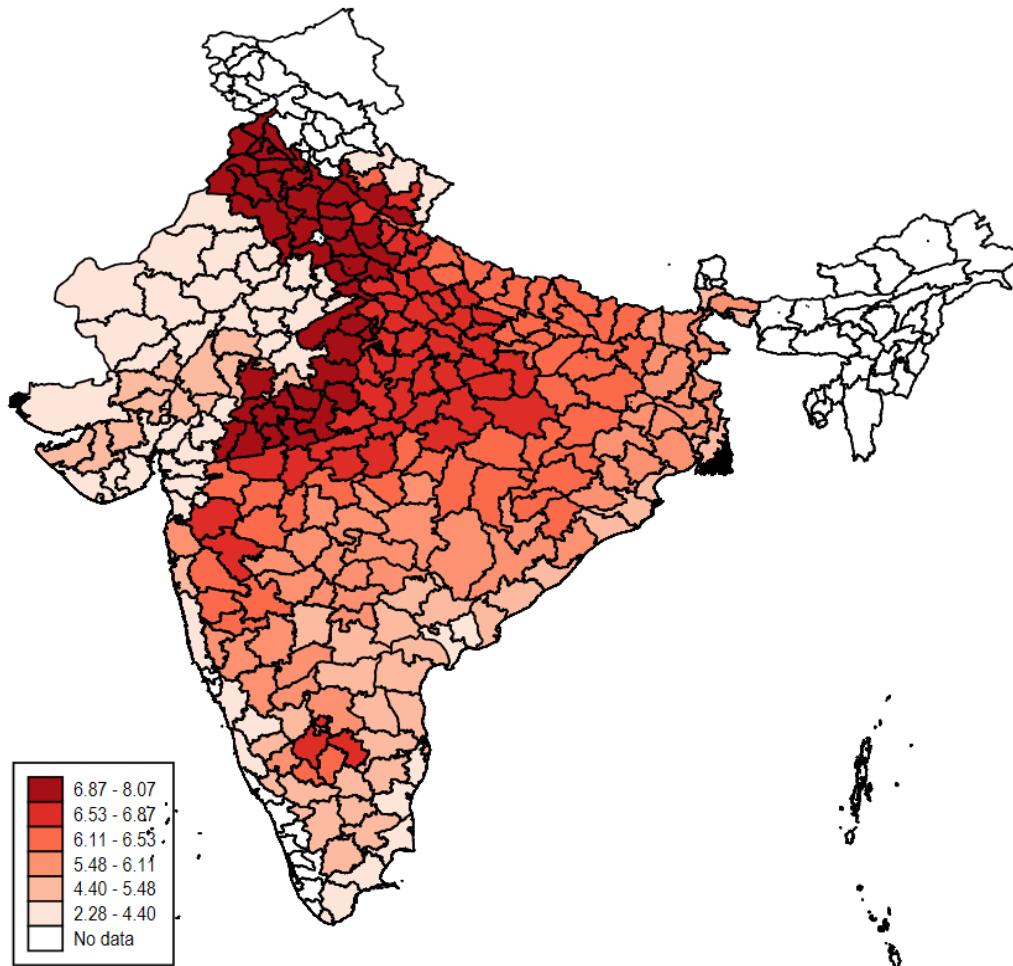 6.87 - 8.07
6.53 - 6.87
6.11 - 6.53
5.48 - 6.11
4.40 - 5.48
2.28 - 4.40
No data